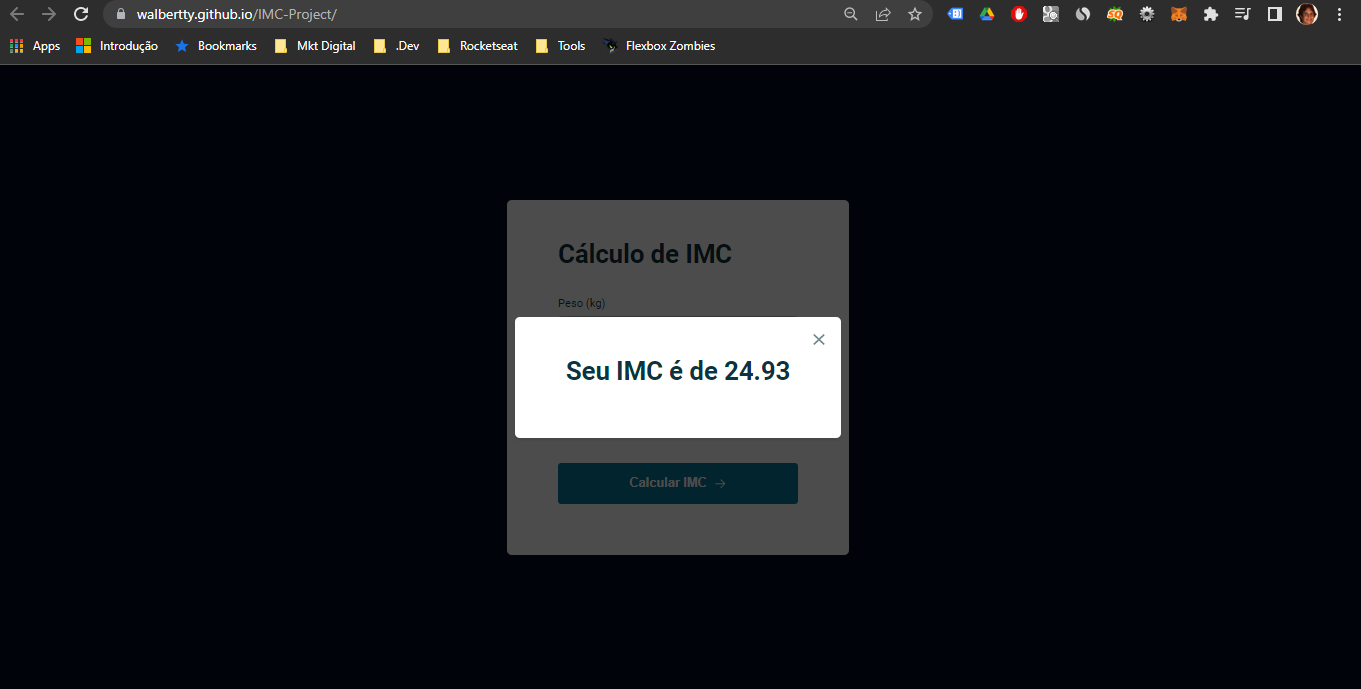 walbertty.github.io/IMC-Project/
Apps Introdução Bookmarks Mkt Digital .Dev Rocketseat Tools Flexbox Zombies
Cálculo de IMC
Peso (kg)
Seu IMC é de 24.93
Calcular IMC →